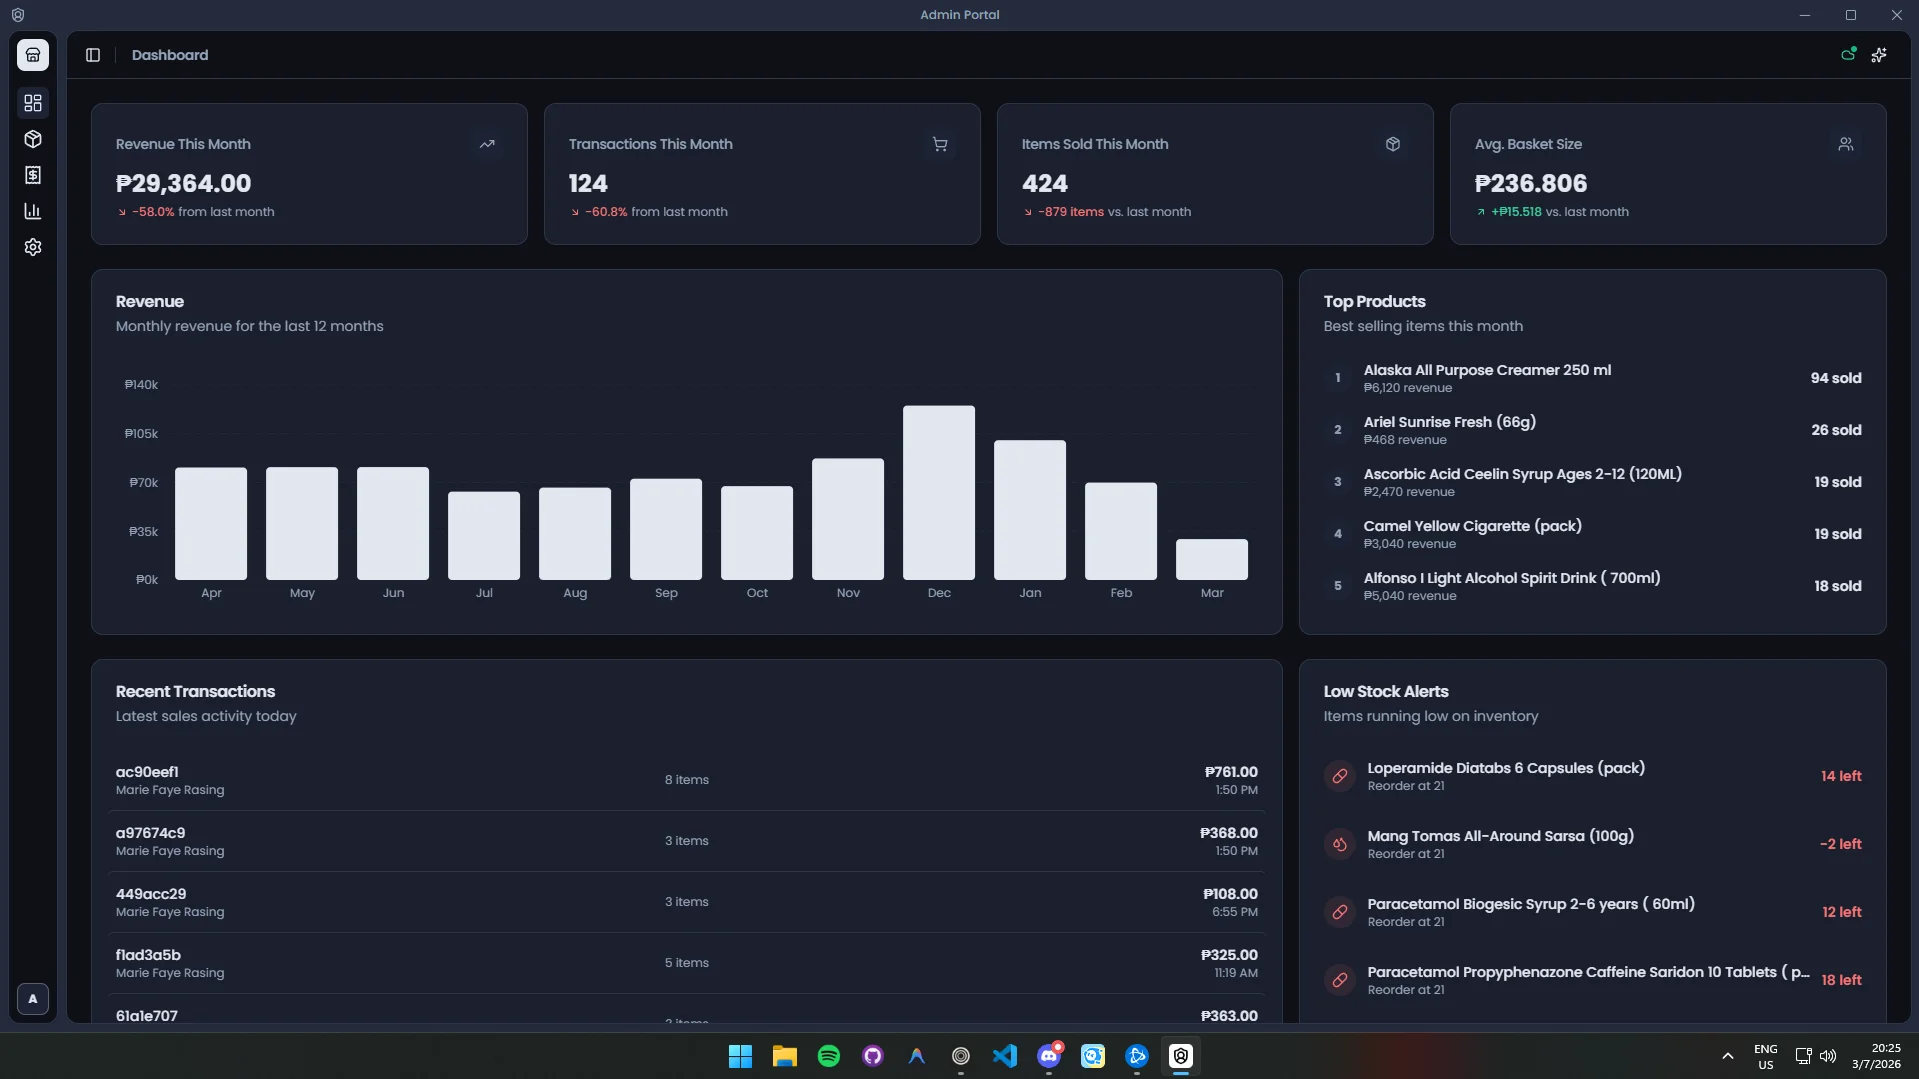 Admin Portal
Dashboard
Revenue This Month
₱29,364.00
-58.0% from last month
Transactions This Month
124
-60.8% from last month
Items Sold This Month
424
-879 items vs. last month
Avg. Basket Size
₱236.806
+₱15.518 vs. last month
Revenue
Monthly revenue for the last 12 months
₱140k
₱105k
₱70k
₱35k
₱0k
Apr May Jun Jul Aug Sep Oct Nov Dec Jan Feb Mar
Top Products
Best selling items this month
1 Alaska All Purpose Creamer 250 ml 94 sold
₱6,120 revenue
2 Ariel Sunrise Fresh (66g) 26 sold
₱468 revenue
3 Ascorbic Acid Ceelin Syrup Ages 2-12 (120ML) 19 sold
₱2,470 revenue
4 Camel Yellow Cigarette (pack) 19 sold
₱3,040 revenue
5 Alfonso I Light Alcohol Spirit Drink ( 700ml) 18 sold
₱5,040 revenue
Recent Transactions
Latest sales activity today
ac90eef1 8 items ₱761.00
Marie Faye Rasing 1:50 PM
a97674c9 3 items ₱368.00
Marie Faye Rasing 1:50 PM
449acc29 3 items ₱108.00
Marie Faye Rasing 6:55 PM
f1ad3a5b 5 items ₱325.00
Marie Faye Rasing 11:19 AM
61a1e707 ₱363.00
Low Stock Alerts
Items running low on inventory
Loperamide Diatabs 6 Capsules (pack) 14 left
Reorder at 21
Mang Tomas All-Around Sarsa (100g) -2 left
Reorder at 21
Paracetamol Biogesic Syrup 2-6 years ( 60ml) 12 left
Reorder at 21
Paracetamol Propyphenazone Caffeine Saridon 10 Tablets ( p... 18 left
Reorder at 21
A
ENG
US
20:25
3/7/2026